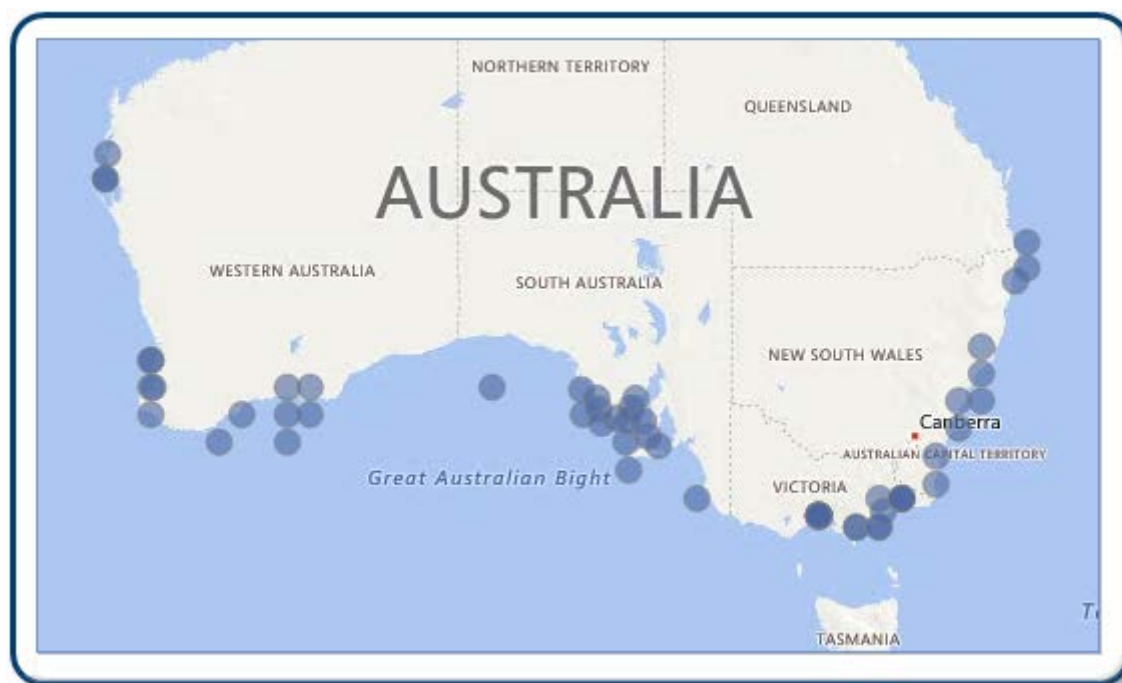 NORTHERN TERRITORY
QUEENSLAND
AUSTRALIA
WESTERN AUSTRALIA
SOUTH AUSTRALIA
NEW SOUTH WALES
Canberra
AUSTRALIAN CAPITAL TERRITORY
Great Australian Bight
VICTORIA
TASMANIA